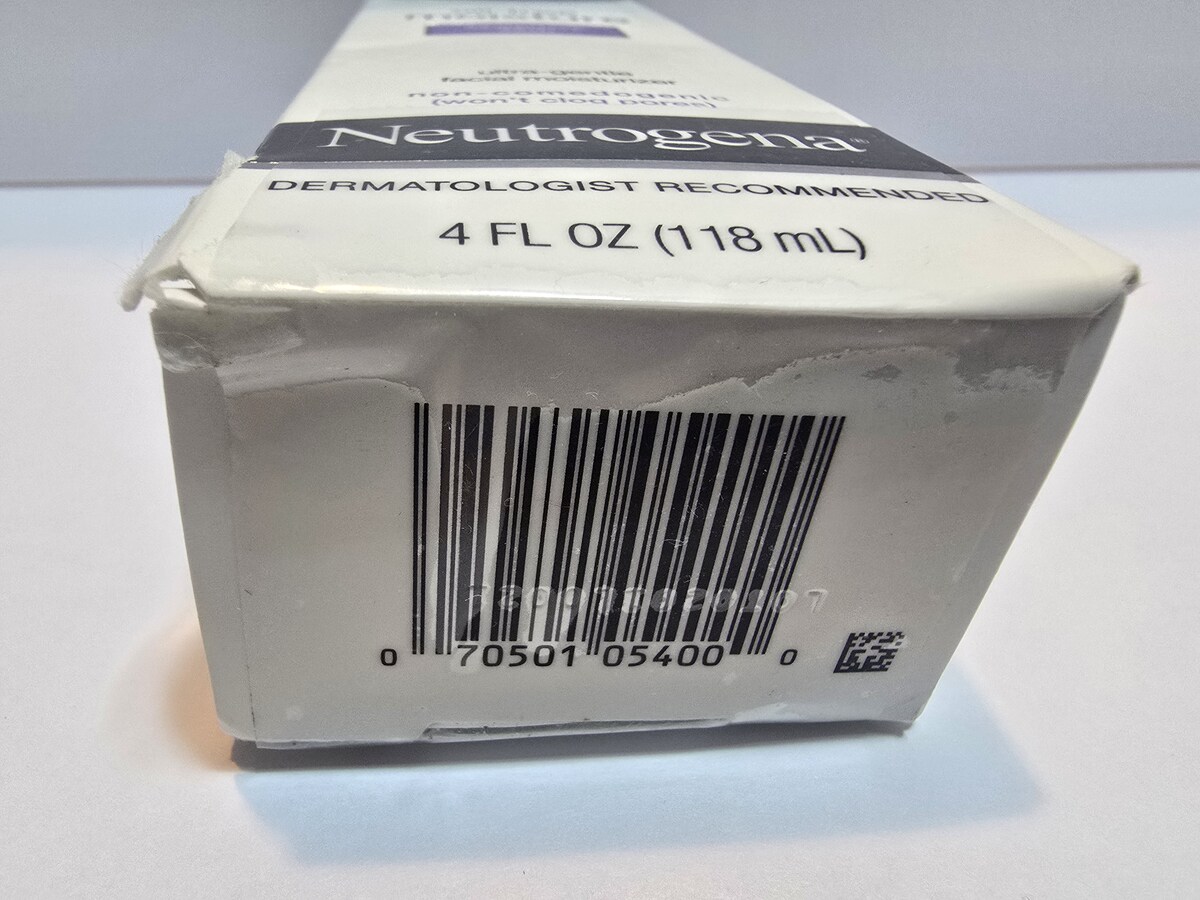 ultra-gentle
facial moisturizer
non-comedogenic
(won't clog pores)
Neutrogena®
DERMATOLOGIST RECOMMENDED
4 FL OZ (118 mL)
0 70501 05400 0